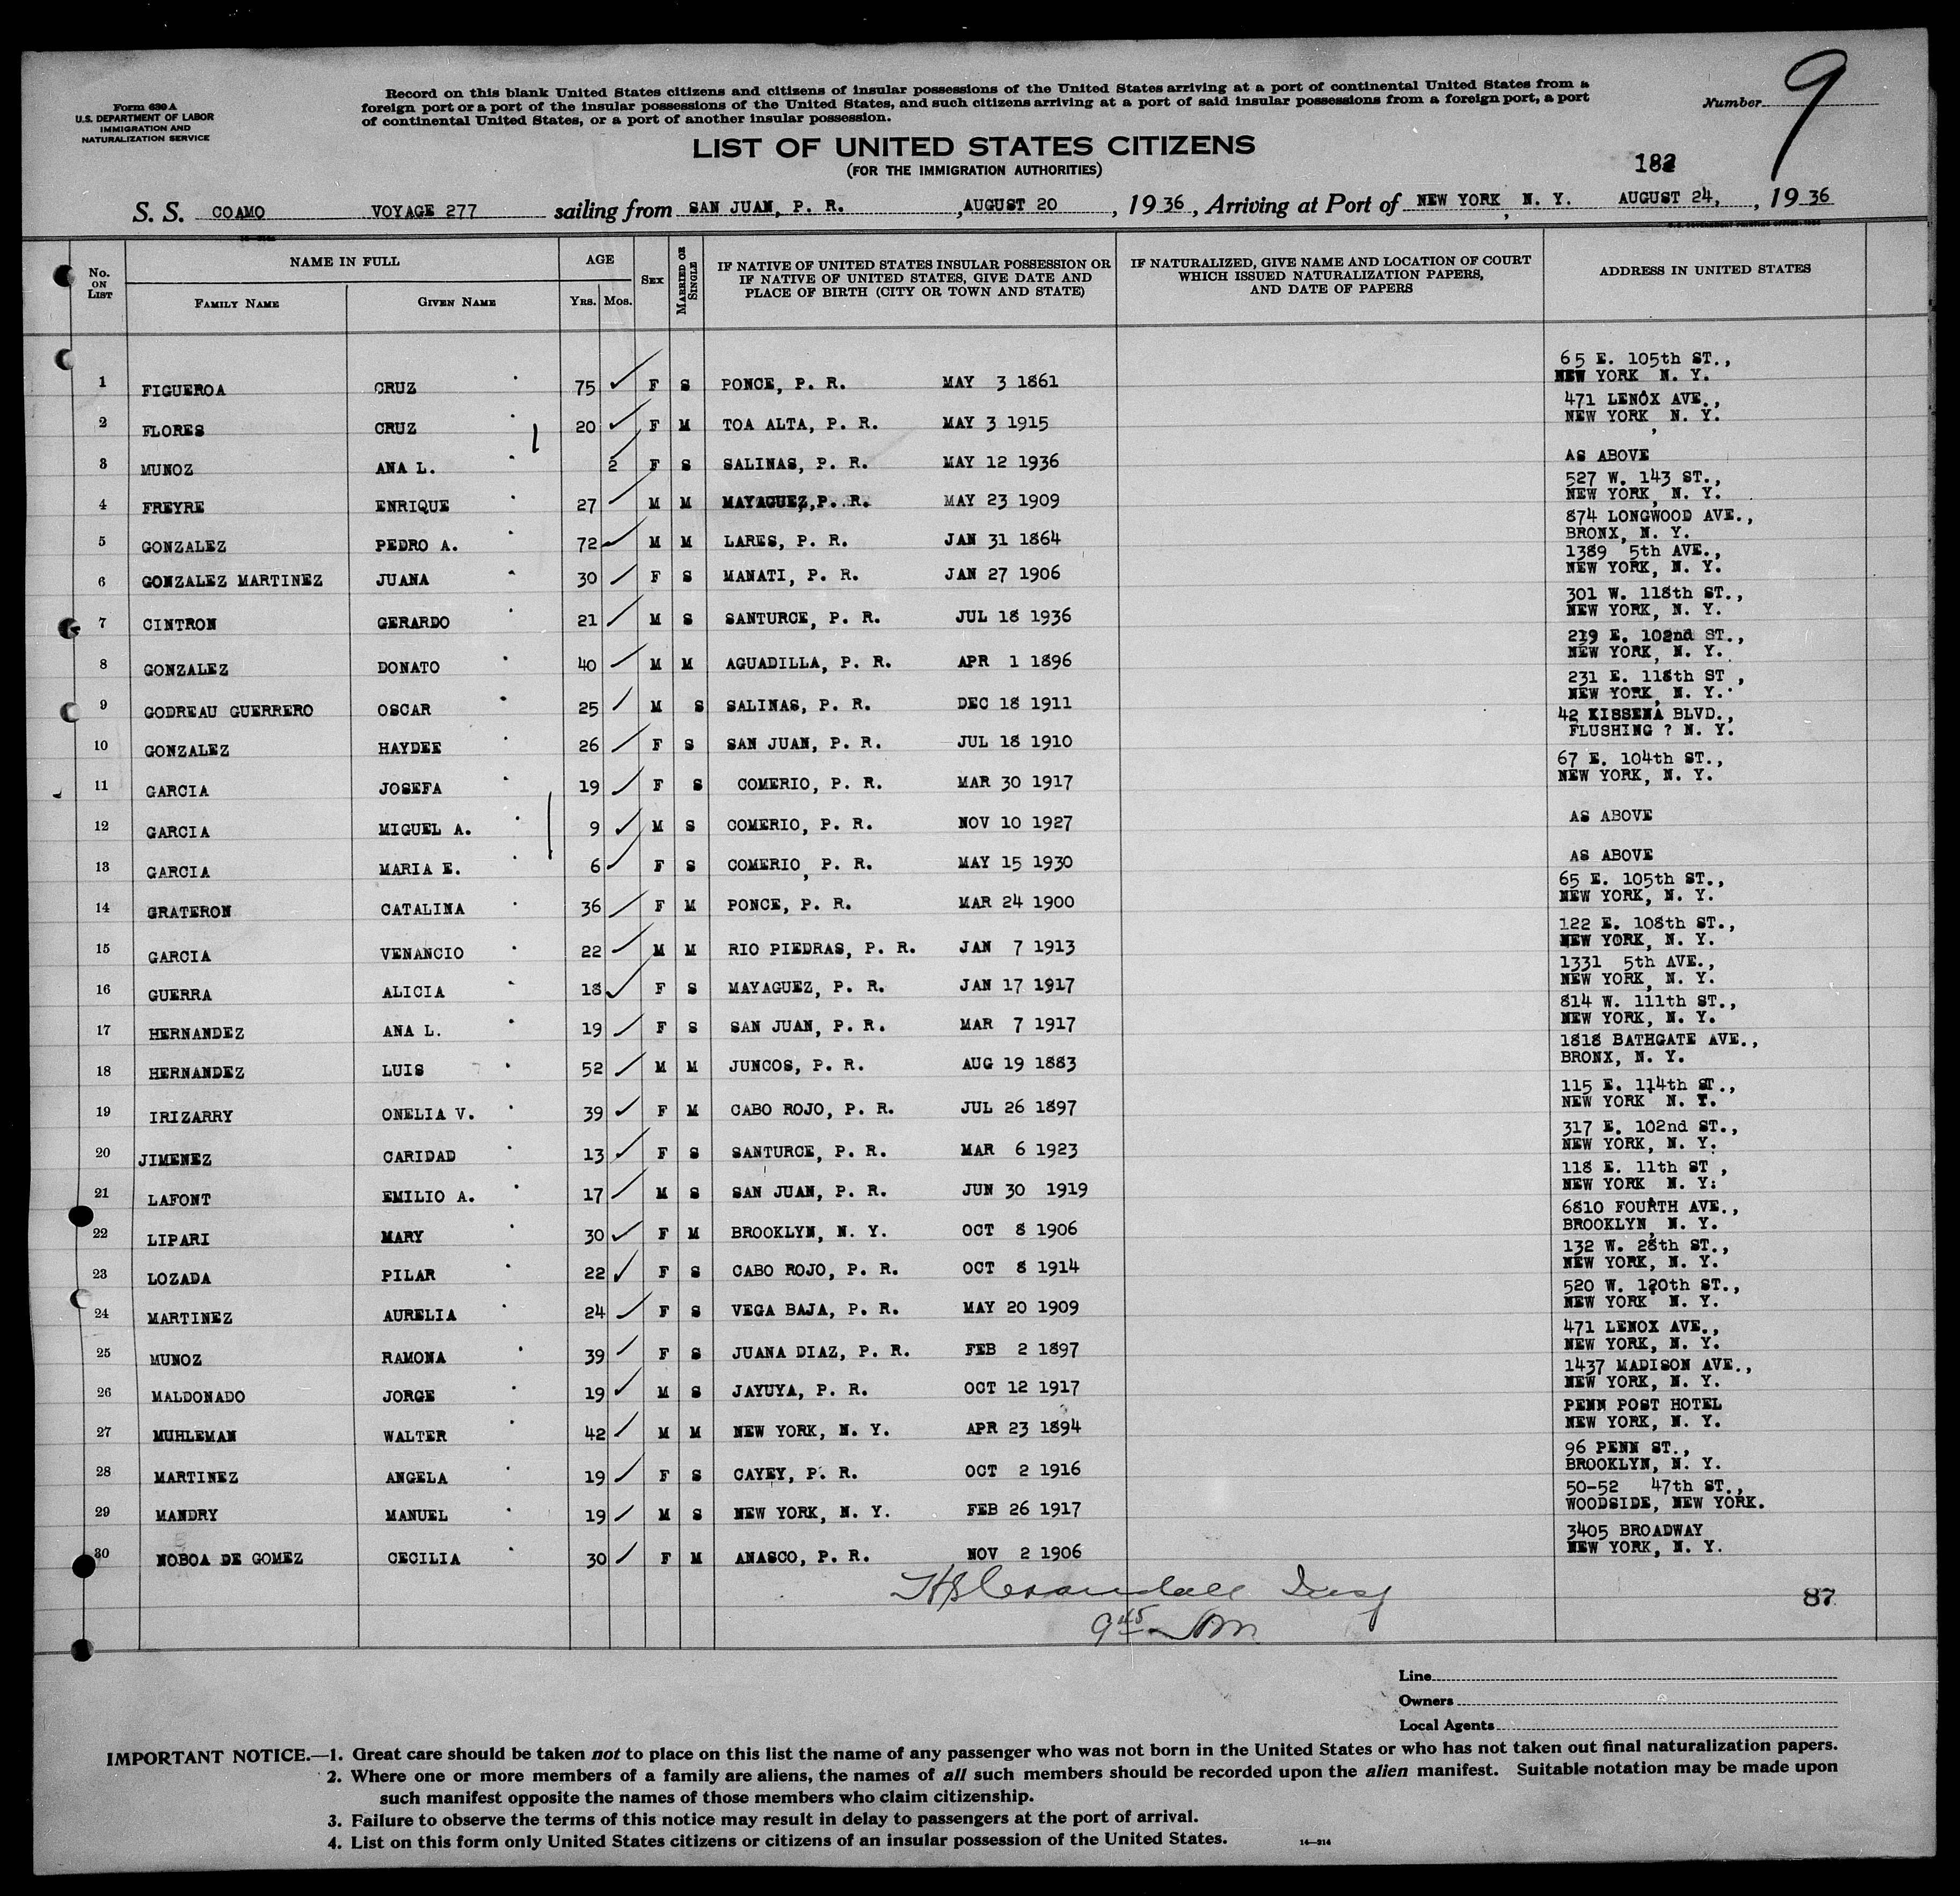 Form 630 A
U.S. DEPARTMENT OF LABOR
IMMIGRATION AND
NATURALIZATION SERVICE
Record on this blank United States citizens and citizens of insular possessions of the United States arriving at a port of continental United States from a
foreign port or a port of the insular possessions of the United States, and such citizens arriving at a port of said insular possessions from a foreign port, a port
of continental United States, or a port of another insular possession.
Number 9
LIST OF UNITED STATES CITIZENS
(FOR THE IMMIGRATION AUTHORITIES)
182
S. S. COAMO VOYAGE 277 sailing from SAN JUAN, P. R. , AUGUST 20 , 19 36 , Arriving at Port of NEW YORK, N. Y. AUGUST 24, , 19 36
No. ON LIST NAME IN FULL AGE SEX MARRIED OR SINGLE IF NATIVE OF UNITED STATES INSULAR POSSESSION OR IF NATIVE OF UNITED STATES, GIVE DATE AND PLACE OF BIRTH (CITY OR TOWN AND STATE) IF NATURALIZED, GIVE NAME AND LOCATION OF COURT WHICH ISSUED NATURALIZATION PAPERS, AND DATE OF PAPERS ADDRESS IN UNITED STATES
FAMILY NAME GIVEN NAME YRS. MOS.
1 FIGUEROA CRUZ 75 F S PONCE, P. R. MAY 3 1861 65 E. 105th ST., NEW YORK N. Y.
2 FLORES CRUZ 20 F M TOA ALTA, P. R. MAY 3 1915 471 LENOX AVE., NEW YORK, N. Y.
3 MUNOZ ANA L. 2 F S SALINAS, P. R. MAY 12 1936 AS ABOVE
4 FREYRE ENRIQUE 27 M M MAYAGUEZ,P. R. MAY 23 1909 527 W. 143 ST., NEW YORK, N. Y.
5 GONZALEZ PEDRO A. 72 M M LARES, P. R. JAN 31 1864 874 LONGWOOD AVE., BRONX, N. Y.
6 GONZALEZ MARTINEZ JUANA 30 F S MANATI, P. R. JAN 27 1906 1389 5th AVE., NEW YORK, N. Y.
7 CINTRON GERARDO 21 M S SANTURCE, P. R. JUL 18 1936 301 W. 118th ST., NEW YORK, N. Y.
8 GONZALEZ DONATO 40 M M AGUADILLA, P. R. APR 1 1896 219 E. 102nd ST., NEW YORK, N. Y.
9 GODREAU GUERRERO OSCAR 25 M S SALINAS, P. R. DEC 18 1911 231 E. 118th ST , NEW YORK, N. Y.
10 GONZALEZ HAYDEE 26 F S SAN JUAN, P. R. JUL 18 1910 42 KISSENA BLVD., FLUSHING ? N. Y.
11 GARCIA JOSEFA 19 F S COMERIO, P. R. MAR 30 1917 67 E. 104th ST., NEW YORK, N. Y.
12 GARCIA MIGUEL A. 9 M S COMERIO, P. R. NOV 10 1927 AS ABOVE
13 GARCIA MARIA E. 6 F S COMERIO, P. R. MAY 15 1930 AS ABOVE
14 GRATERON CATALINA 36 F M PONCE, P. R. MAR 24 1900 65 E. 105th ST., NEW YORK, N. Y.
15 GARCIA VENANCIO 22 M M RIO PIEDRAS, P. R. JAN 7 1913 122 E. 108th ST., NEW YORK, N. Y.
16 GUERRA ALICIA 18 F S MAYAGUEZ, P. R. JAN 17 1917 1331 5th AVE., NEW YORK, N. Y.
17 HERNANDEZ ANA L. 19 F S SAN JUAN, P. R. MAR 7 1917 814 W. 111th ST., NEW YORK, N. Y.
18 HERNANDEZ LUIS 52 M M JUNCOS, P. R. AUG 19 1883 1818 BATHGATE AVE., BRONX, N. Y.
19 IRIZARRY ONELIA V. 39 F M CABO ROJO, P. R. JUL 26 1897 115 E. 114th ST., NEW YORK N. Y.
20 JIMENEZ CARIDAD 13 F S SANTURCE, P. R. MAR 6 1923 317 E. 102nd ST., NEW YORK, N. Y.
21 LAFONT EMILIO A. 17 M S SAN JUAN, P. R. JUN 30 1919 118 E. 11th ST , NEW YORK N. Y.
22 LIPARI MARY 30 F M BROOKLYN, N. Y. OCT 8 1906 6810 FOURTH AVE., BROOKLYN, N. Y.
23 LOZADA PILAR 22 F S CABO ROJO, P. R. OCT 8 1914 132 W. 28th ST., NEW YORK, N. Y.
24 MARTINEZ AURELIA 24 F S VEGA BAJA, P. R. MAY 20 1909 520 W. 120th ST., NEW YORK N. Y.
25 MUNOZ RAMONA 39 F S JUANA DIAZ, P. R. FEB 2 1897 471 LENOX AVE., NEW YORK, N. Y.
26 MALDONADO JORGE 19 M S JAYUYA, P. R. OCT 12 1917 1437 MADISON AVE., NEW YORK, N. Y.
27 MUHLEMAN WALTER 42 M M NEW YORK, N. Y. APR 23 1894 PENN POST HOTEL NEW YORK, N. Y.
28 MARTINEZ ANGELA 19 F S CAYEY, P. R. OCT 2 1916 96 PENN ST., BROOKLYN, N. Y.
29 MANDRY MANUEL 19 M S NEW YORK, N. Y. FEB 26 1917 50-52 47th ST., WOODSIDE, NEW YORK.
30 NOBOA DE GOMEZ CECILIA 30 F M ANASCO, P. R. NOV 2 1906 3405 BROADWAY NEW YORK, N. Y.
87
9 45 AM
Line
Owners
Local Agents
IMPORTANT NOTICE.—1. Great care should be taken not to place on this list the name of any passenger who was not born in the United States or who has not taken out final naturalization papers.
2. Where one or more members of a family are aliens, the names of all such members should be recorded upon the alien manifest. Suitable notation may be made upon
such manifest opposite the names of those members who claim citizenship.
3. Failure to observe the terms of this notice may result in delay to passengers at the port of arrival.
4. List on this form only United States citizens or citizens of an insular possession of the United States.
14—914